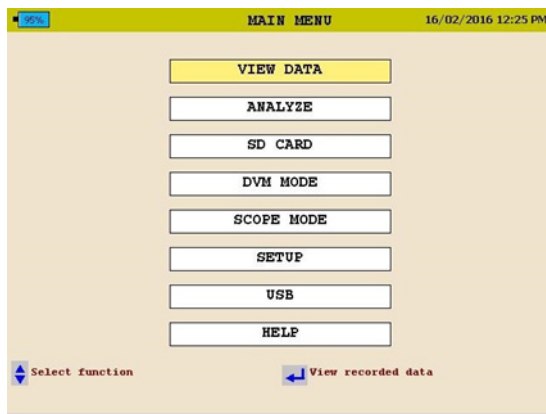 95% MAIN MENU 16/02/2016 12:25 PM
VIEW DATA
ANALYZE
SD CARD
DVM MODE
SCOPE MODE
SETUP
USB
HELP
Select function View recorded data